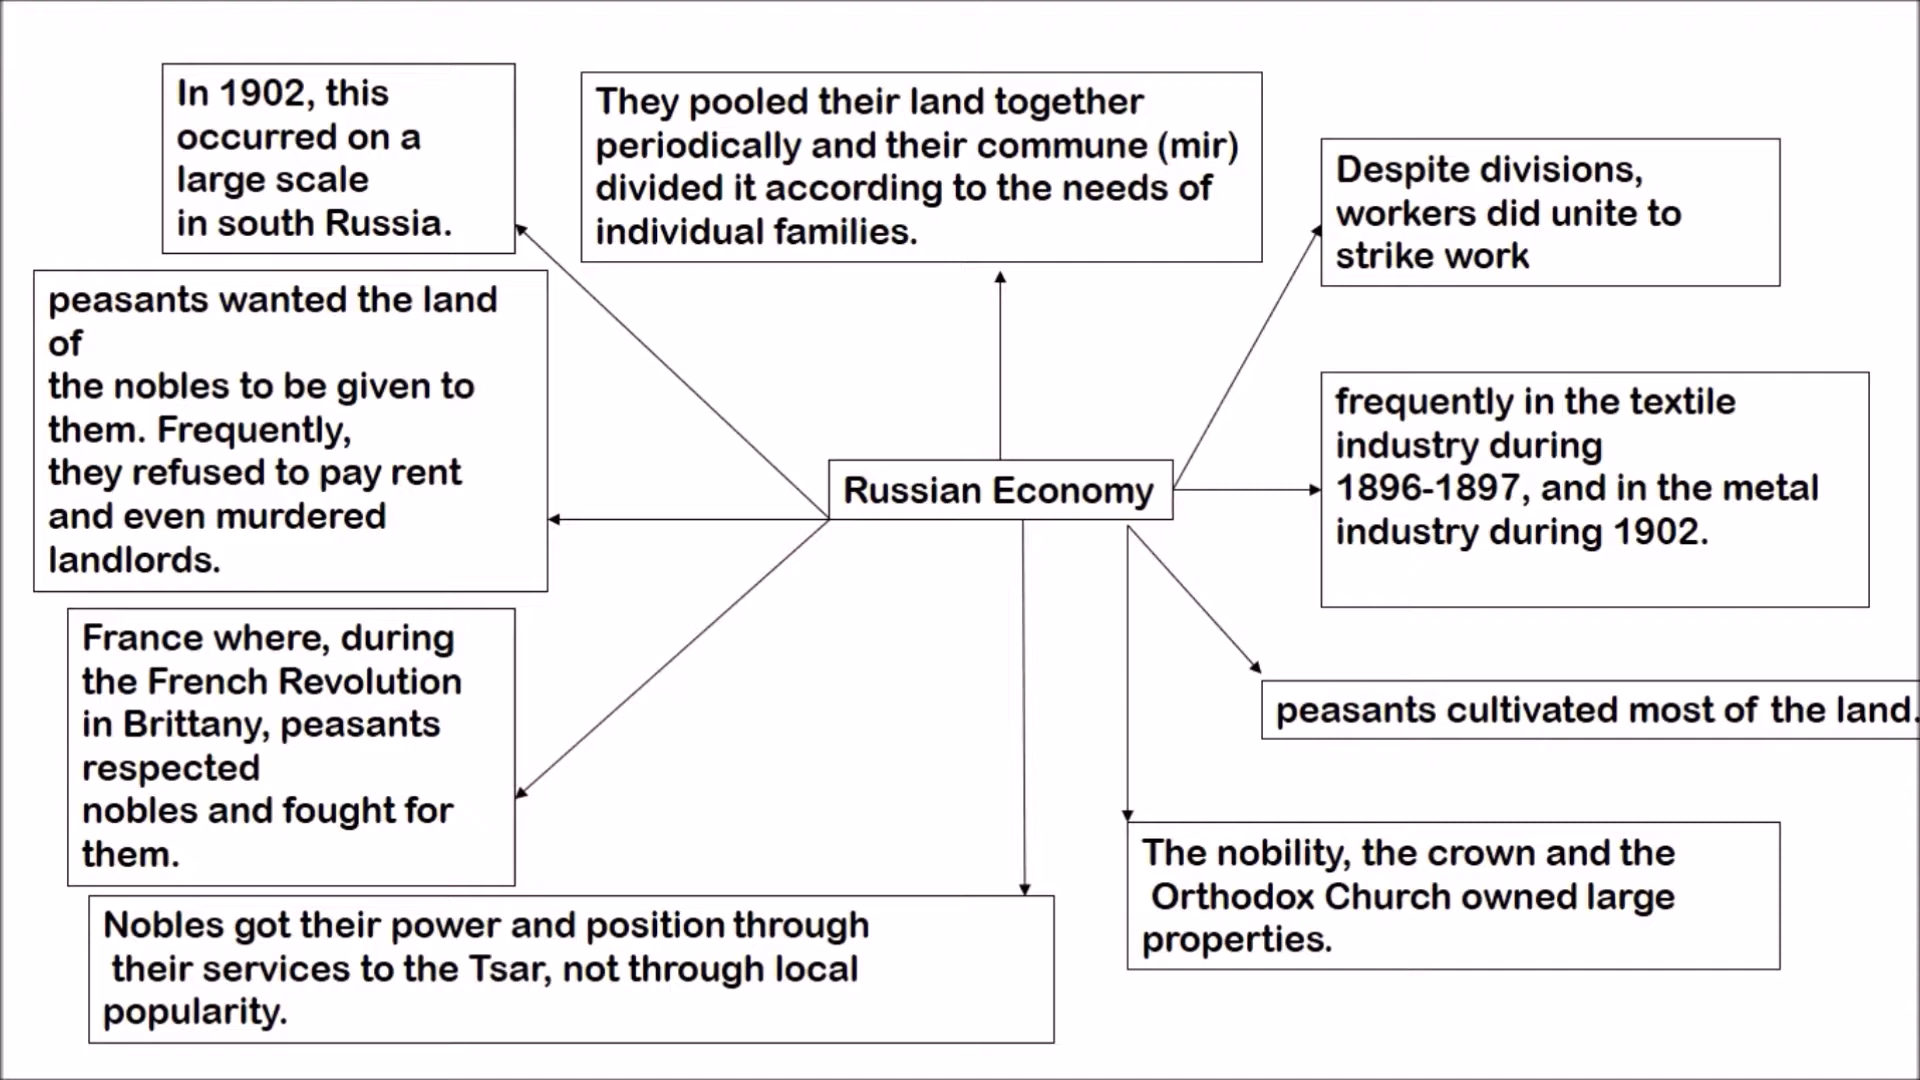 In 1902, this
occurred on a
large scale
in south Russia.
They pooled their land together
periodically and their commune (mir)
divided it according to the needs of
individual families.
Despite divisions,
workers did unite to
strike work
peasants wanted the land
of
the nobles to be given to
them. Frequently,
they refused to pay rent
and even murdered
landlords.
Russian Economy
frequently in the textile
industry during
1896-1897, and in the metal
industry during 1902.
France where, during
the French Revolution
in Brittany, peasants
respected
nobles and fought for
them.
peasants cultivated most of the land.
Nobles got their power and position through
their services to the Tsar, not through local
popularity.
The nobility, the crown and the
Orthodox Church owned large
properties.